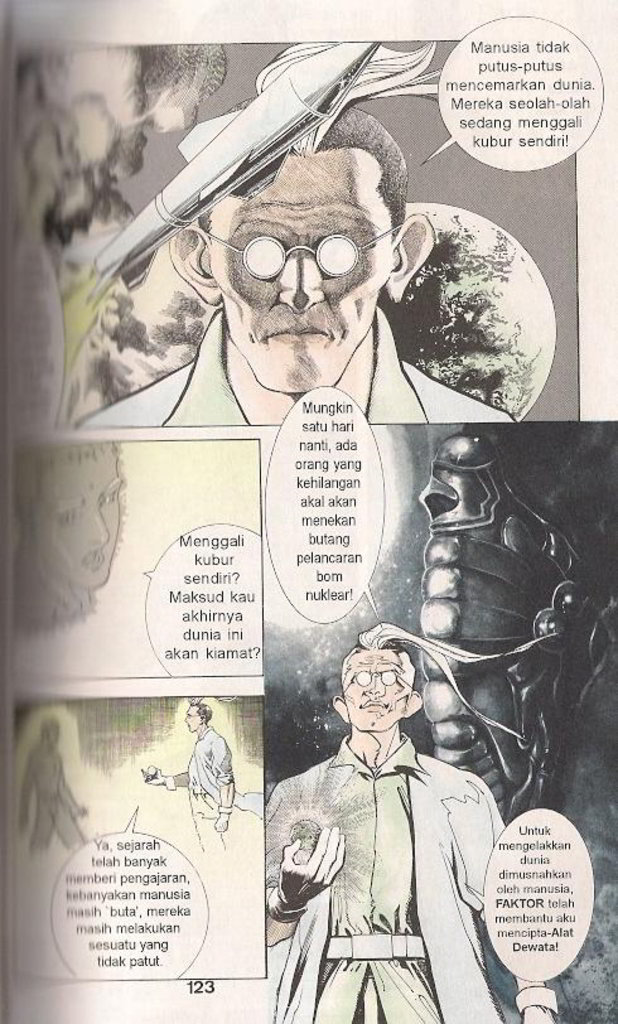 Manusia tidak
putus-putus
mencemarkan dunia.
Mereka seolah-olah
sedang menggali
kubur sendiri!
Mungkin
satu hari
nanti, ada
orang yang
kehilangan
akal akan
menekan
butang
pelancaran
bom
nuklear!
Menggali
kubur
sendiri?
Maksud kau
akhirnya
dunia ini
akan kiamat?
Ya, sejarah
telah banyak
memberi pengajaran,
kebanyakan manusia
masih `buta', mereka
masih melakukan
sesuatu yang
tidak patut.
Untuk
mengelakkan
dunia
dimusnahkan
oleh manusia,
FAKTOR telah
membantu aku
mencipta-Alat
Dewata!
123